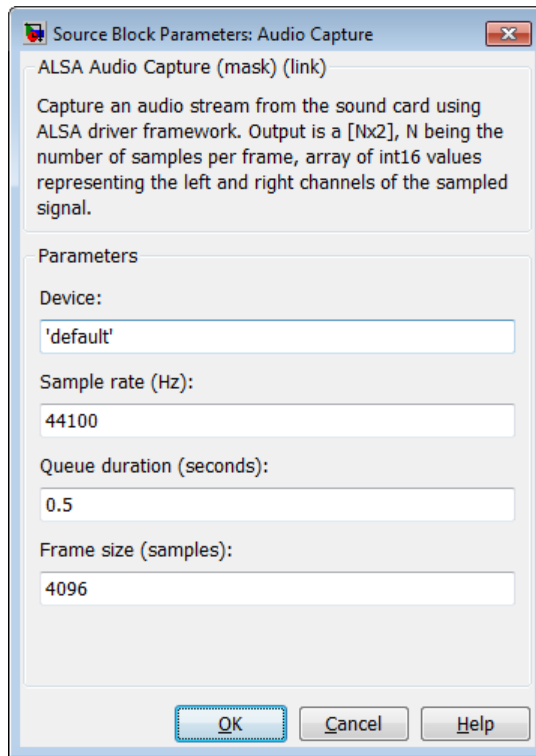 Source Block Parameters: Audio Capture
ALSA Audio Capture (mask) (link)
Capture an audio stream from the sound card using
ALSA driver framework. Output is a [Nx2], N being the
number of samples per frame, array of int16 values
representing the left and right channels of the sampled
signal.
Parameters
Device:
'default'
Sample rate (Hz):
44100
Queue duration (seconds):
0.5
Frame size (samples):
4096
OK Cancel Help